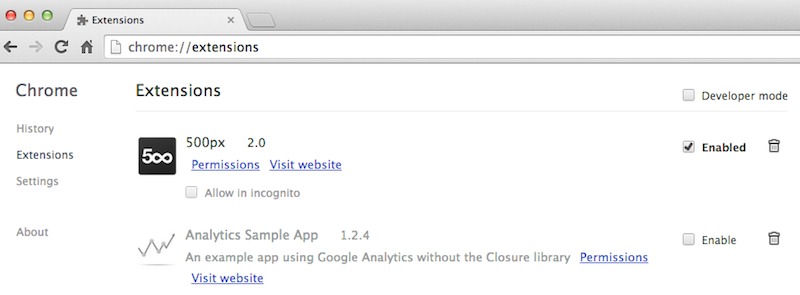 Extensions
chrome://extensions
Chrome
Extensions
Developer mode
History
Extensions
Settings
About
500
500px 2.0
Enabled
Permissions Visit website
Allow in incognito
Analytics Sample App 1.2.4
Enable
An example app using Google Analytics without the Closure library Permissions
Visit website